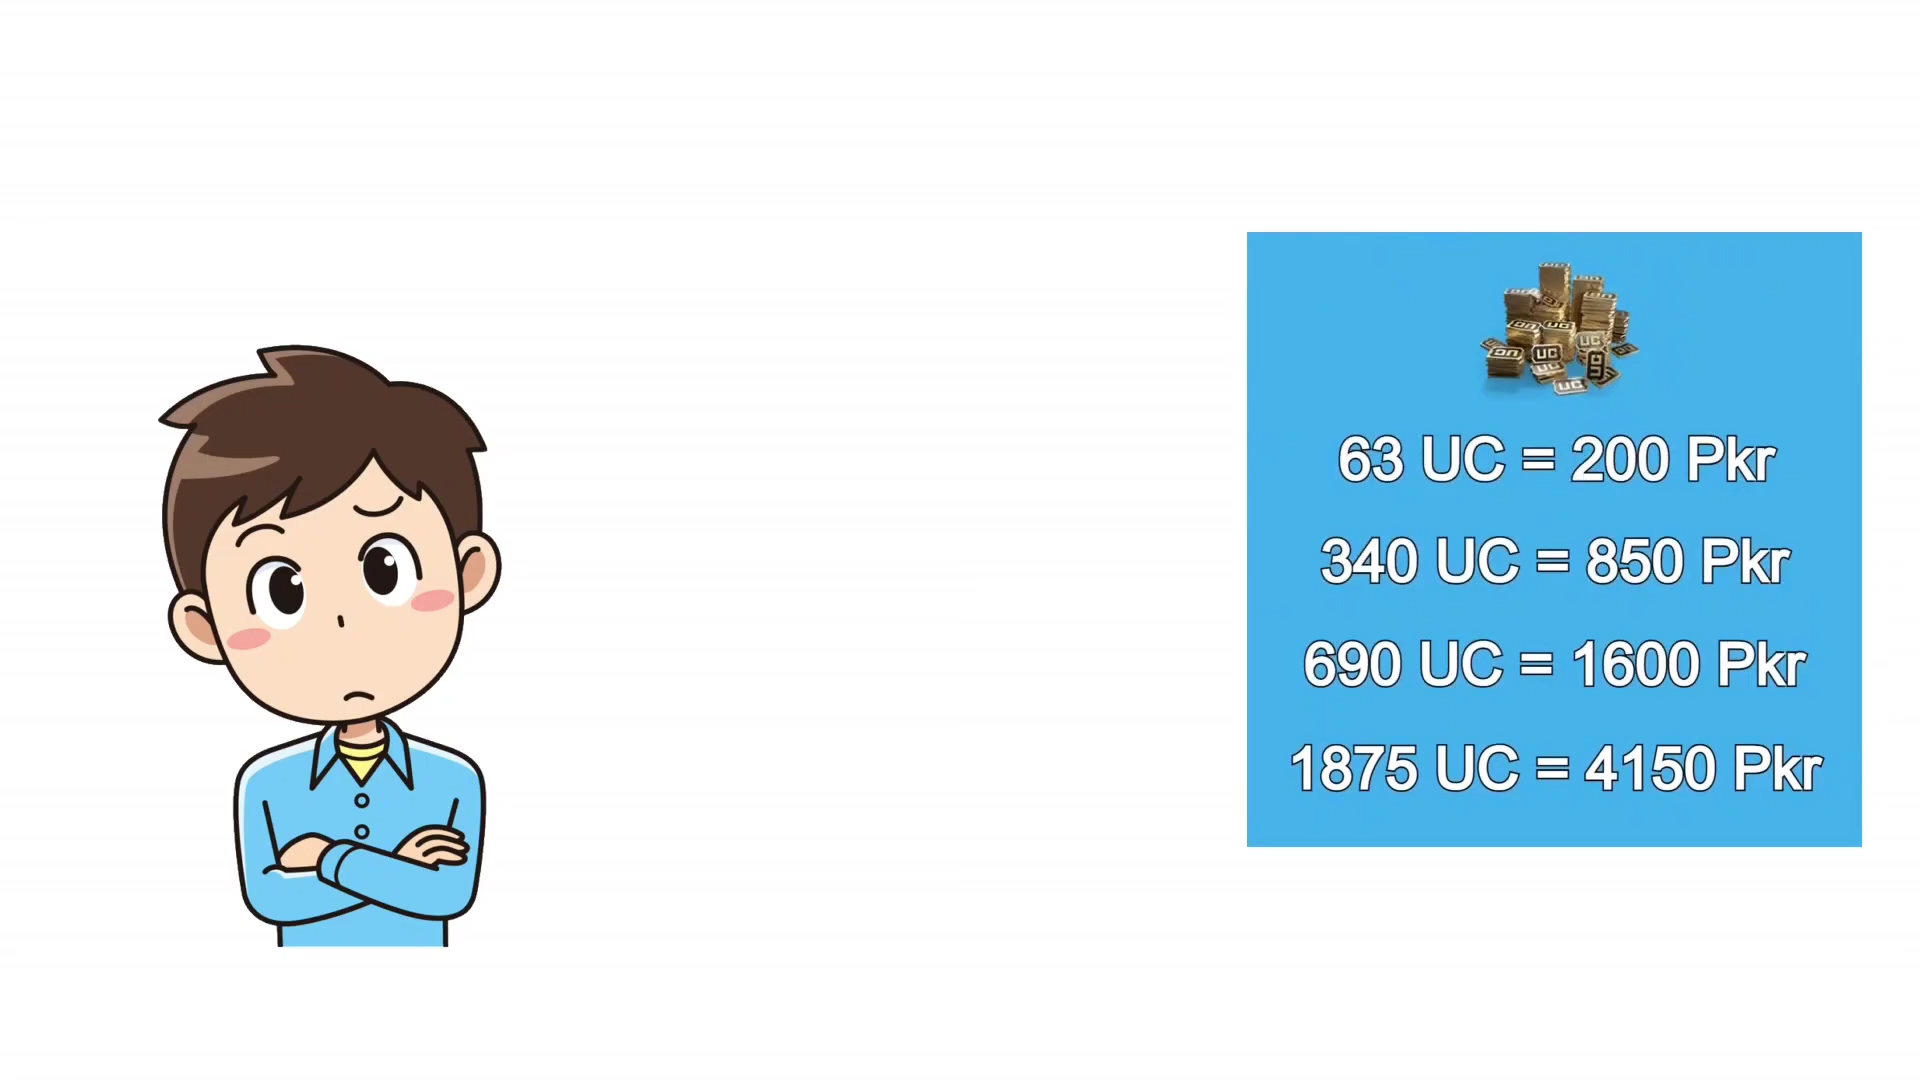 63 UC = 200 Pkr
340 UC = 850 Pkr
690 UC = 1600 Pkr
1875 UC = 4150 Pkr